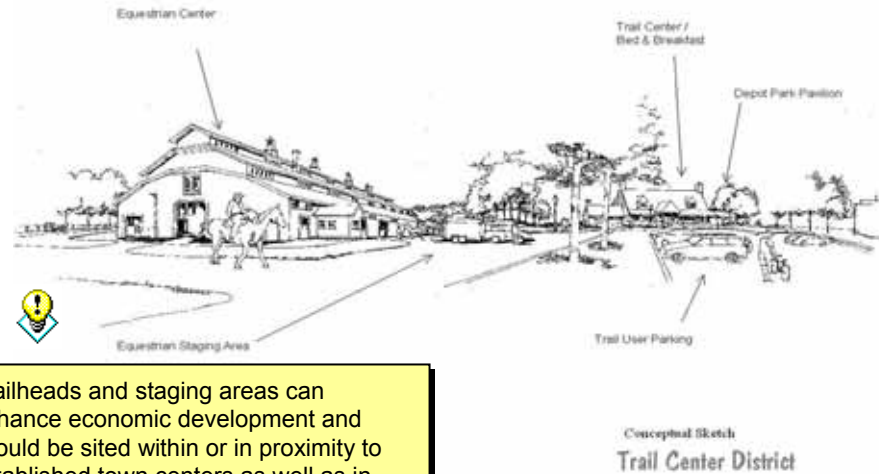 Equestrian Center
Trail Center /
Bed & Breakfast
Depot Park Pavilion
Equestrian Staging Area
Trail User Parking
ailheads and staging areas can
hance economic development and
ould be sited within or in proximity to
tablished town centers as well as in
Conceptual Sketch
Trail Center District